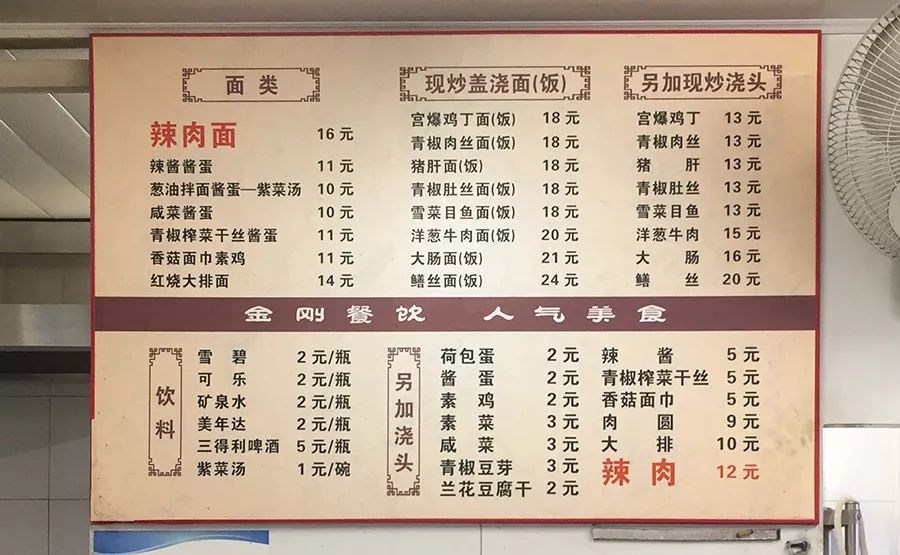 面类
辣肉面 16元
辣酱酱蛋 11元
葱油拌面酱蛋—紫菜汤 10元
咸菜酱蛋 10元
青椒榨菜干丝酱蛋 11元
香菇面巾素鸡 11元
红烧大排面 14元
现炒盖浇面(饭)
宫爆鸡丁面(饭) 18元
青椒肉丝面(饭) 18元
猪肝面(饭) 18元
青椒肚丝面(饭) 18元
雪菜目鱼面(饭) 18元
洋葱牛肉面(饭) 20元
大肠面(饭) 21元
鳝丝面(饭) 24元
另加现炒浇头
宫爆鸡丁 13元
青椒肉丝 13元
猪肝 13元
青椒肚丝 13元
雪菜目鱼 13元
洋葱牛肉 15元
大肠 16元
鳝丝 20元
金刚餐饮 人气美食
饮料
雪碧 2元/瓶
可乐 2元/瓶
矿泉水 2元/瓶
美年达 2元/瓶
三得利啤酒 5元/瓶
紫菜汤 1元/碗
另加浇头
荷包蛋 2元
酱蛋 2元
素鸡 2元
素菜 3元
咸菜 3元
青椒豆芽 3元
兰花豆腐干 2元
辣酱 5元
青椒榨菜干丝 5元
香菇面巾 5元
肉圆 9元
大排 10元
辣肉 12元